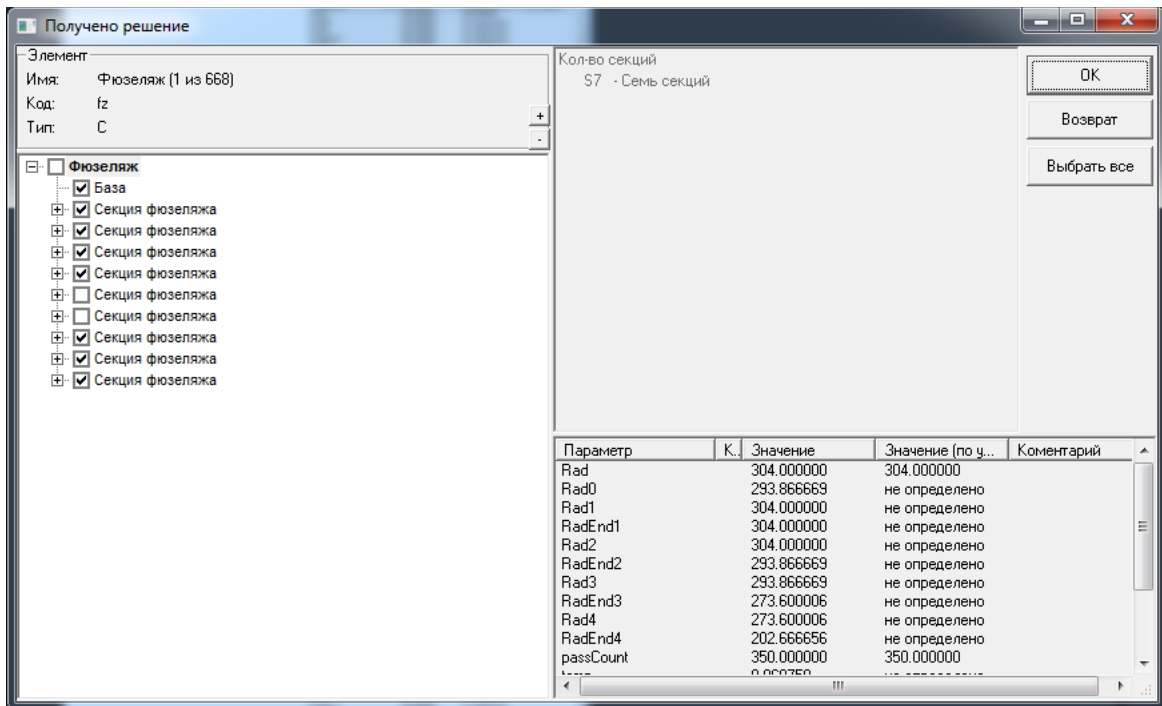 Получено решение
Элемент
Имя: Фюзеляж (1 из 668)
Код: fz
Тип: C
+
-
Фюзеляж
База
Секция фюзеляжа
Секция фюзеляжа
Секция фюзеляжа
Секция фюзеляжа
Секция фюзеляжа
Секция фюзеляжа
Секция фюзеляжа
Секция фюзеляжа
Секция фюзеляжа
Кол-во секций
S7 - Семь секций
OK
Возврат
Выбрать все
Параметр К.. Значение Значение (по у... Коментарий
Rad 304.000000 304.000000
Rad0 293.866669 не определено
Rad1 304.000000 не определено
RadEnd1 304.000000 не определено
Rad2 304.000000 не определено
RadEnd2 293.866669 не определено
Rad3 293.866669 не определено
RadEnd3 273.600006 не определено
Rad4 273.600006 не определено
RadEnd4 202.666656 не определено
passCount 350.000000 350.000000